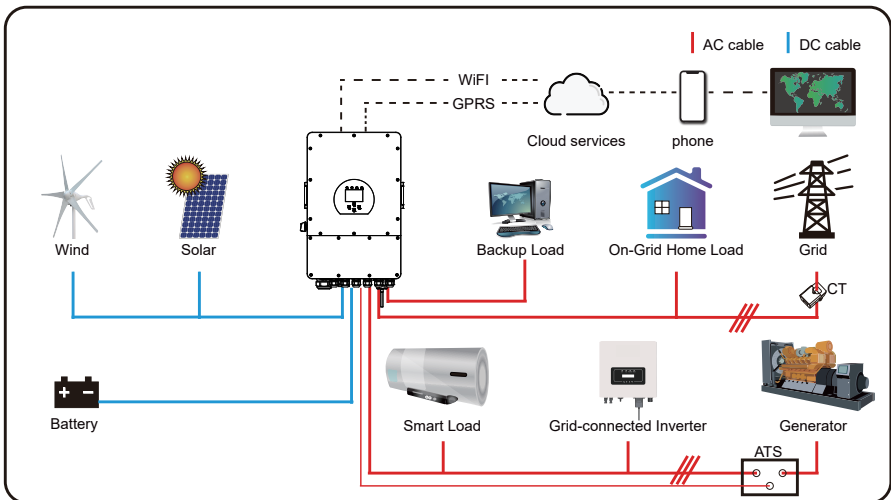 AC cable
DC cable
WiFI
GPRS
Cloud services
phone
Wind
Solar
Backup Load
On-Grid Home Load
Grid
CT
Battery
Smart Load
Grid-connected Inverter
Generator
ATS